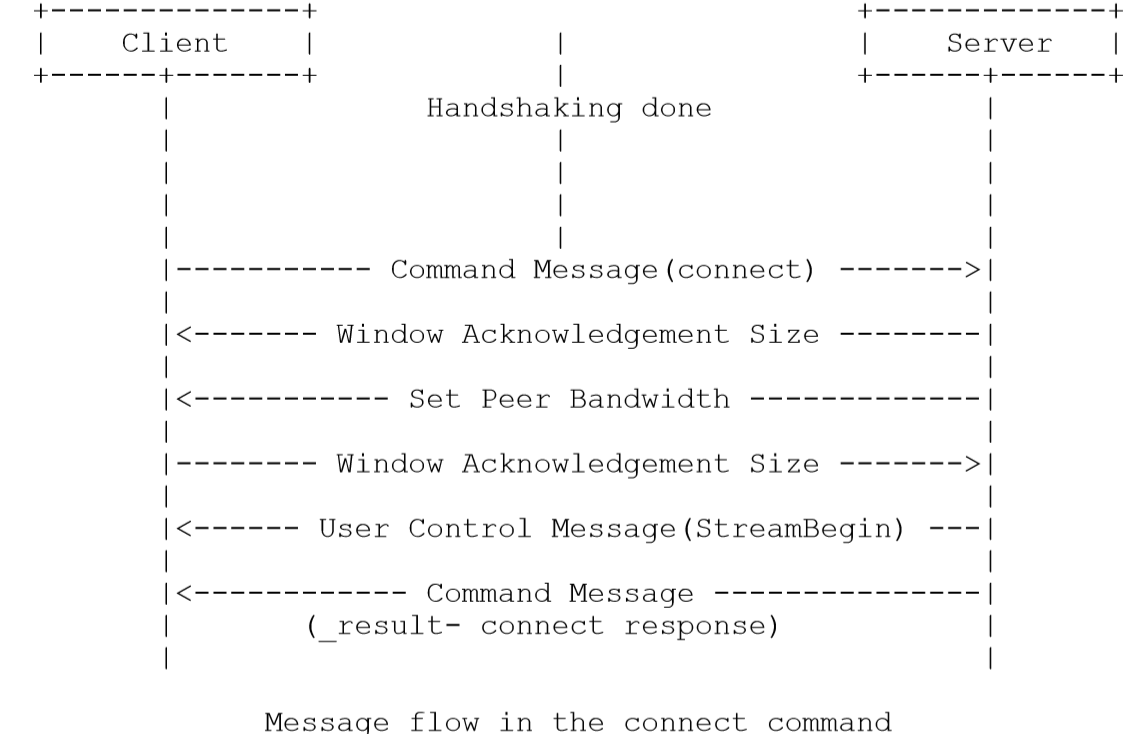 Client Server
Handshaking done
Command Message(connect)
Window Acknowledgement Size
Set Peer Bandwidth
Window Acknowledgement Size
User Control Message(StreamBegin)
Command Message
(_result- connect response)
Message flow in the connect command